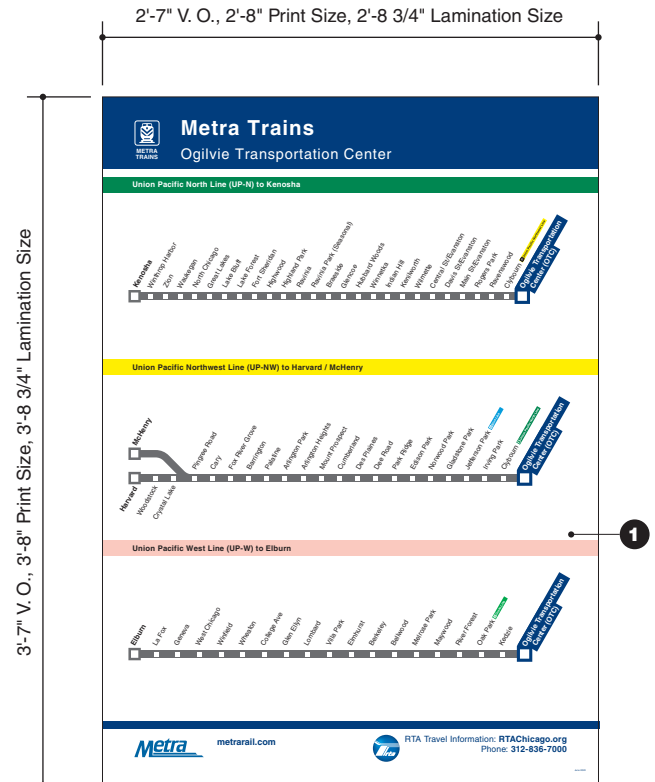 2'-7" V. O., 2'-8" Print Size, 2'-8 3/4" Lamination Size
3'-7" V. O., 3'-8" Print Size, 3'-8 3/4" Lamination Size
METRA
TRAINS
Metra Trains
Ogilvie Transportation Center
Union Pacific North Line (UP-N) to Kenosha
Kenosha
Winthrop Harbor
Zion
Waukegan
North Chicago
Great Lakes
Lake Bluff
Lake Forest
Fort Sheridan
Highwood
Highland Park
Ravinia
Ravinia Park (Seasonal)
Braeside
Glencoe
Hubbard Woods
Winnetka
Indian Hill
Kenilworth
Wilmette
Central St/Evanston
Davis St/Evanston
Main St/Evanston
Rogers Park
Ravenswood
Clybourn
Ogilvie Transportation
Center (OTC)
Union Pacific Northwest Line (UP-NW) to Harvard / McHenry
McHenry
Harvard
Woodstock
Crystal Lake
Pingree Road
Cary
Fox River Grove
Barrington
Palatine
Arlington Park
Arlington Heights
Mount Prospect
Cumberland
Des Plaines
Dee Road
Park Ridge
Edison Park
Norwood Park
Gladstone Park
Jefferson Park
Irving Park
Clybourn
Ogilvie Transportation
Center (OTC)
1
Union Pacific West Line (UP-W) to Elburn
Elburn
La Fox
Geneva
West Chicago
Winfield
Wheaton
College Ave
Glen Ellyn
Lombard
Villa Park
Elmhurst
Berkeley
Bellwood
Melrose Park
Maywood
River Forest
Oak Park
Kedzie
Ogilvie Transportation
Center (OTC)
Metra
metrarail.com
RTA
RTA Travel Information: RTAChicago.org
Phone: 312-836-7000